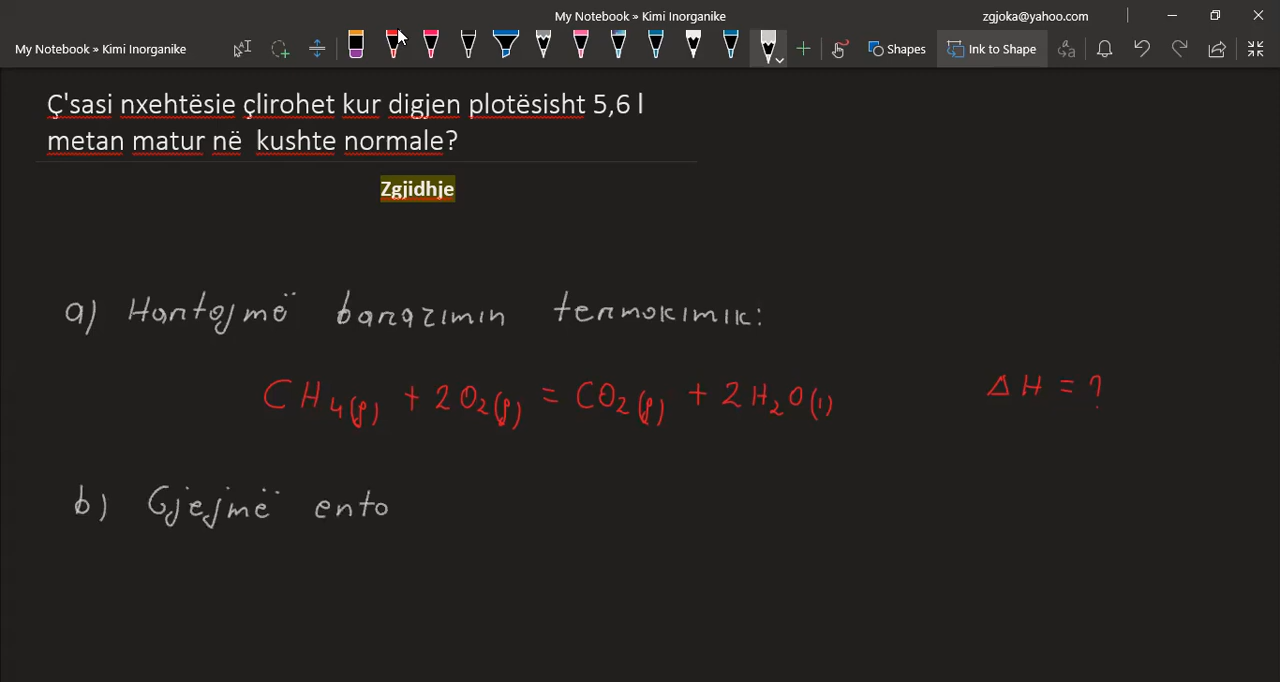 My Notebook » Kimi Inorganike
zgjoka@yahoo.com
My Notebook » Kimi Inorganike
Shapes
Ink to Shape
Ç'sasi nxehtësie çlirohet kur digjen plotësisht 5,6 l
metan matur në kushte normale?
Zgjidhje
a) Hartojmë barazimin termokimik:
CH₄(g) + 2O₂(g) = CO₂(g) + 2H₂O(l) ΔH = ?
b) Gjejmë ento